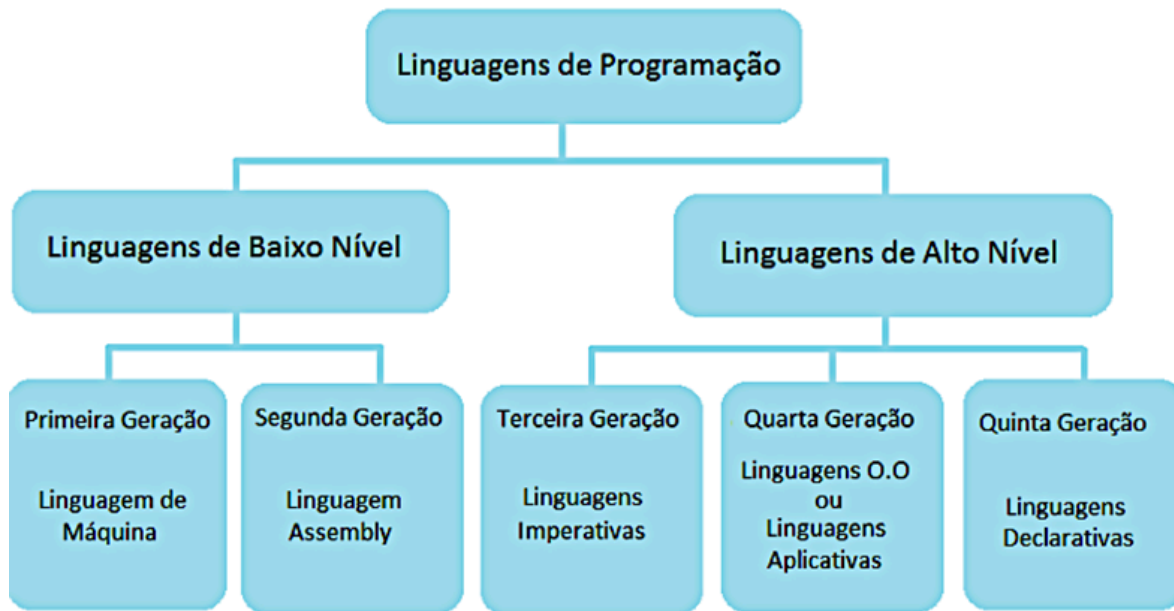 Linguagens de Programação
Linguagens de Baixo Nível
Linguagens de Alto Nível
Primeira Geração
Linguagem de
Máquina
Segunda Geração
Linguagem
Assembly
Terceira Geração
Linguagens
Imperativas
Quarta Geração
Linguagens O.O
ou
Linguagens
Aplicativas
Quinta Geração
Linguagens
Declarativas